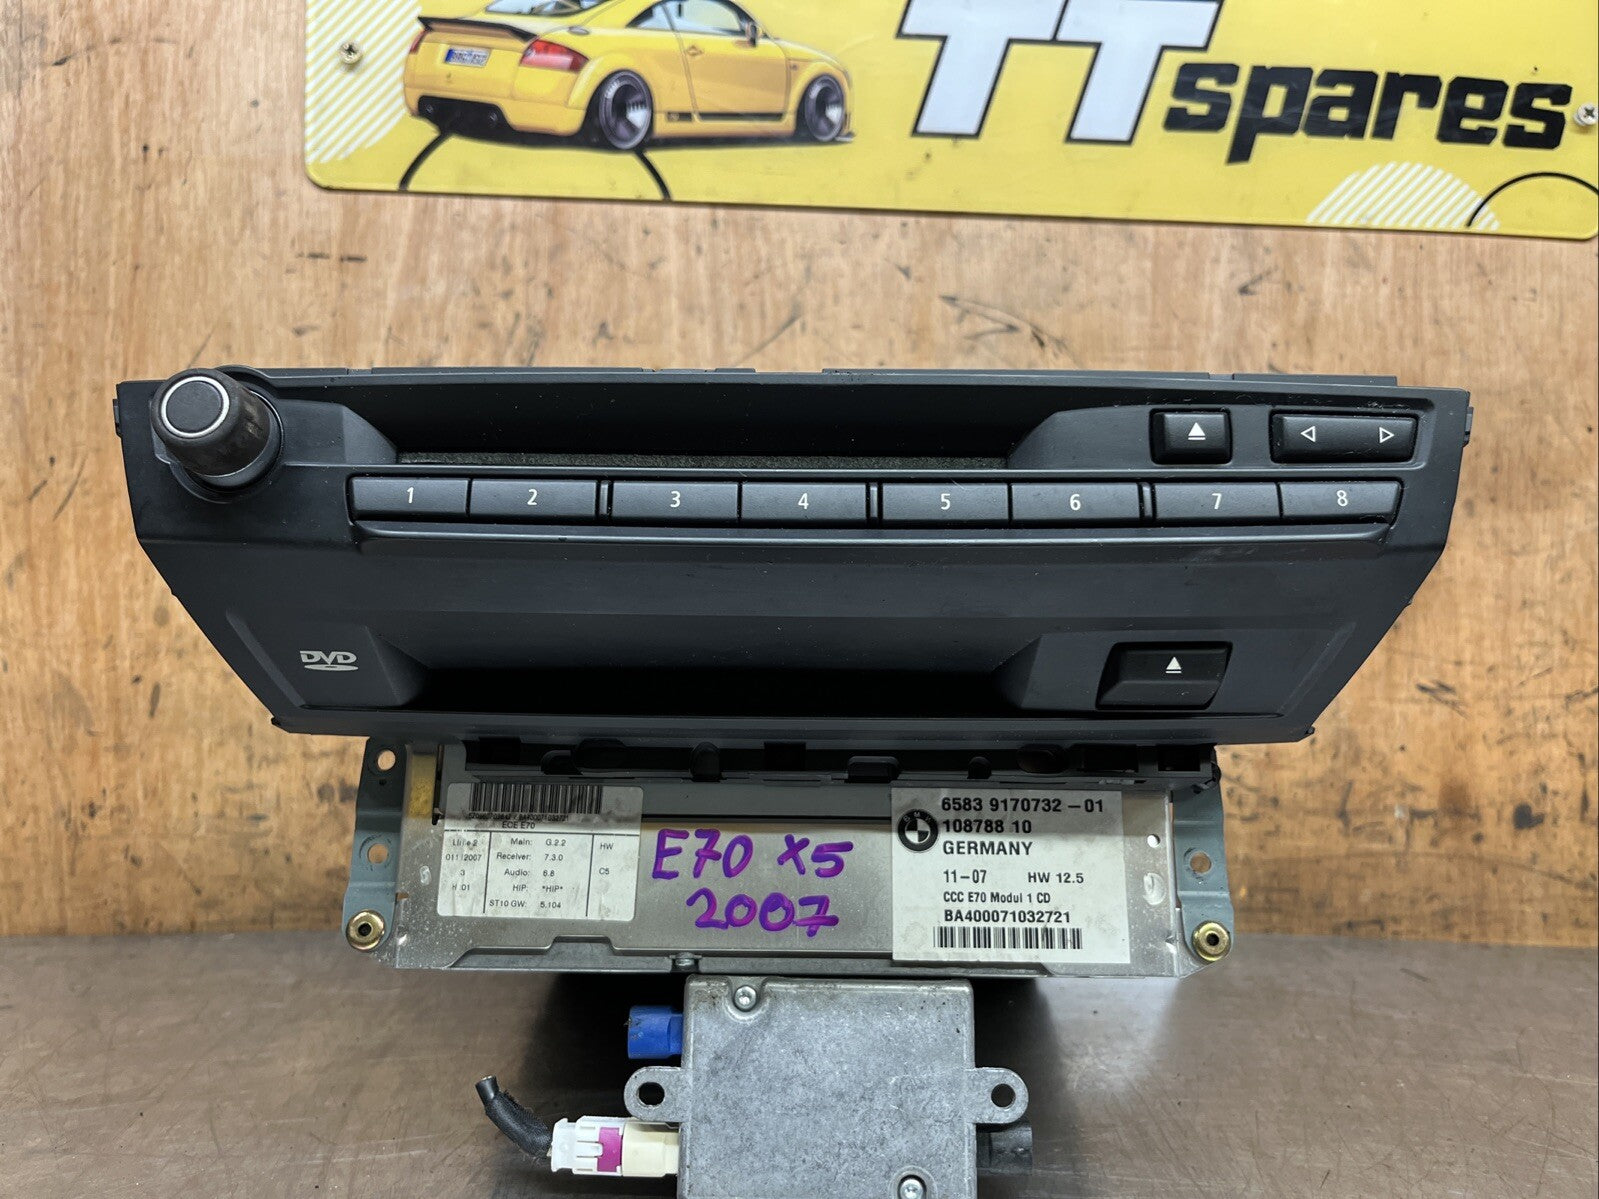 TT
spares
1 2 3 4 5 6 7 8
DVD
ECE E70
2007
3
Main: G.2.2
Receiver: 7.3.0
Audio: 6.8
HIP: *HIP*
ST10 GW: 5.104
HW
C5
E70 X5
2007
6583 9170732-01
108788 10
GERMANY
11-07 HW 12.5
CCC E70 Modul 1 CD
BA400071032721